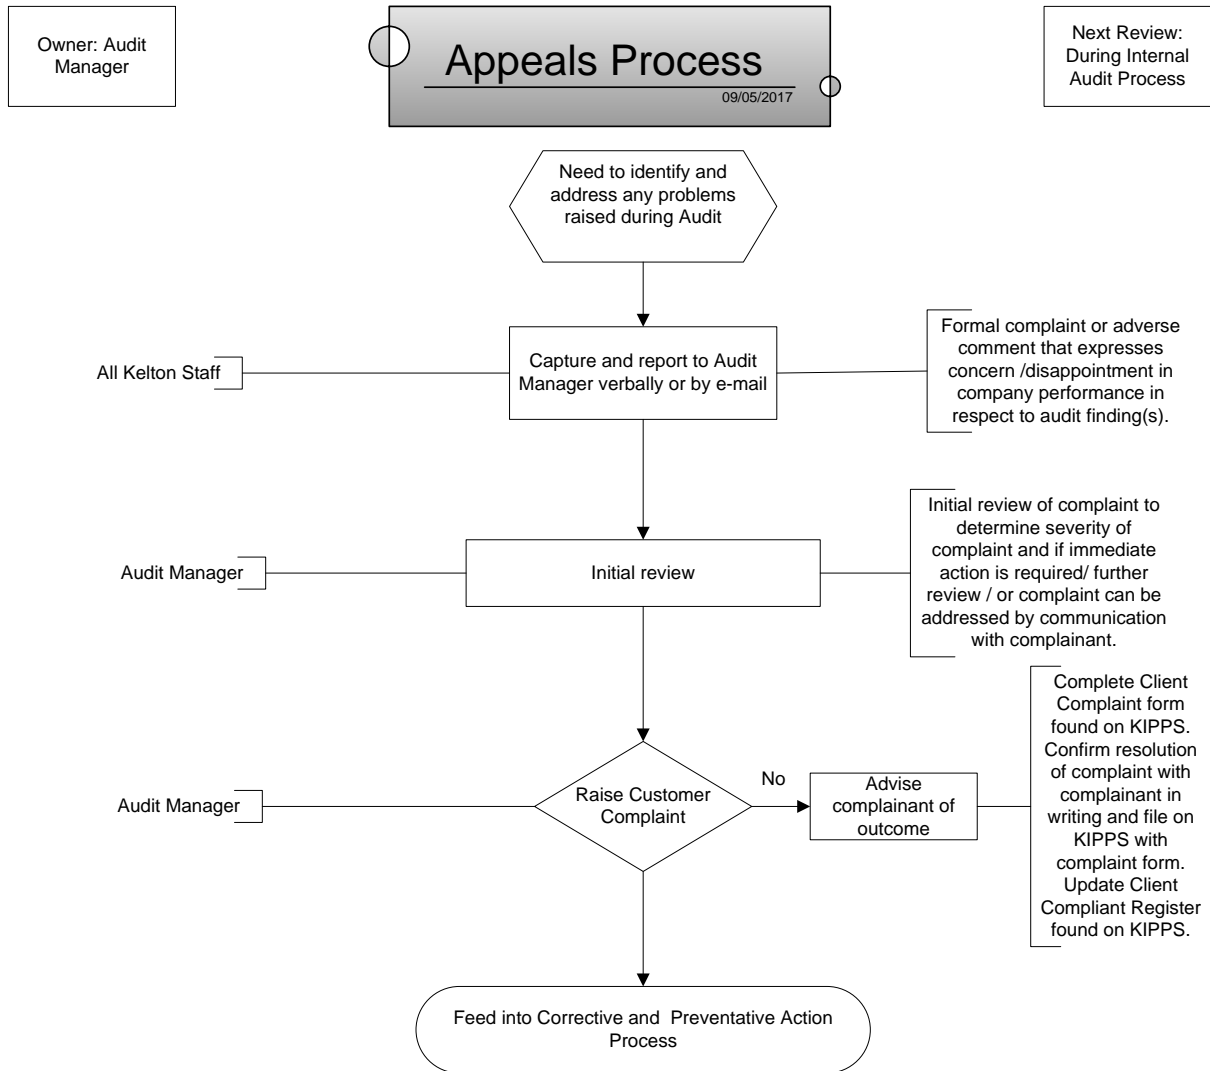 Owner: Audit
Manager
Appeals Process
09/05/2017
Next Review:
During Internal
Audit Process
Need to identify and
address any problems
raised during Audit
All Kelton Staff
Capture and report to Audit
Manager verbally or by e-mail
Formal complaint or adverse
comment that expresses
concern /disappointment in
company performance in
respect to audit finding(s).
Audit Manager
Initial review
Initial review of complaint to
determine severity of
complaint and if immediate
action is required/ further
review / or complaint can be
addressed by communication
with complainant.
Audit Manager
Raise Customer
Complaint
No
Advise
complainant of
outcome
Complete Client
Complaint form
found on KIPPS.
Confirm resolution
of complaint with
complainant in
writing and file on
KIPPS with
complaint form.
Update Client
Compliant Register
found on KIPPS.
Feed into Corrective and  Preventative Action
Process